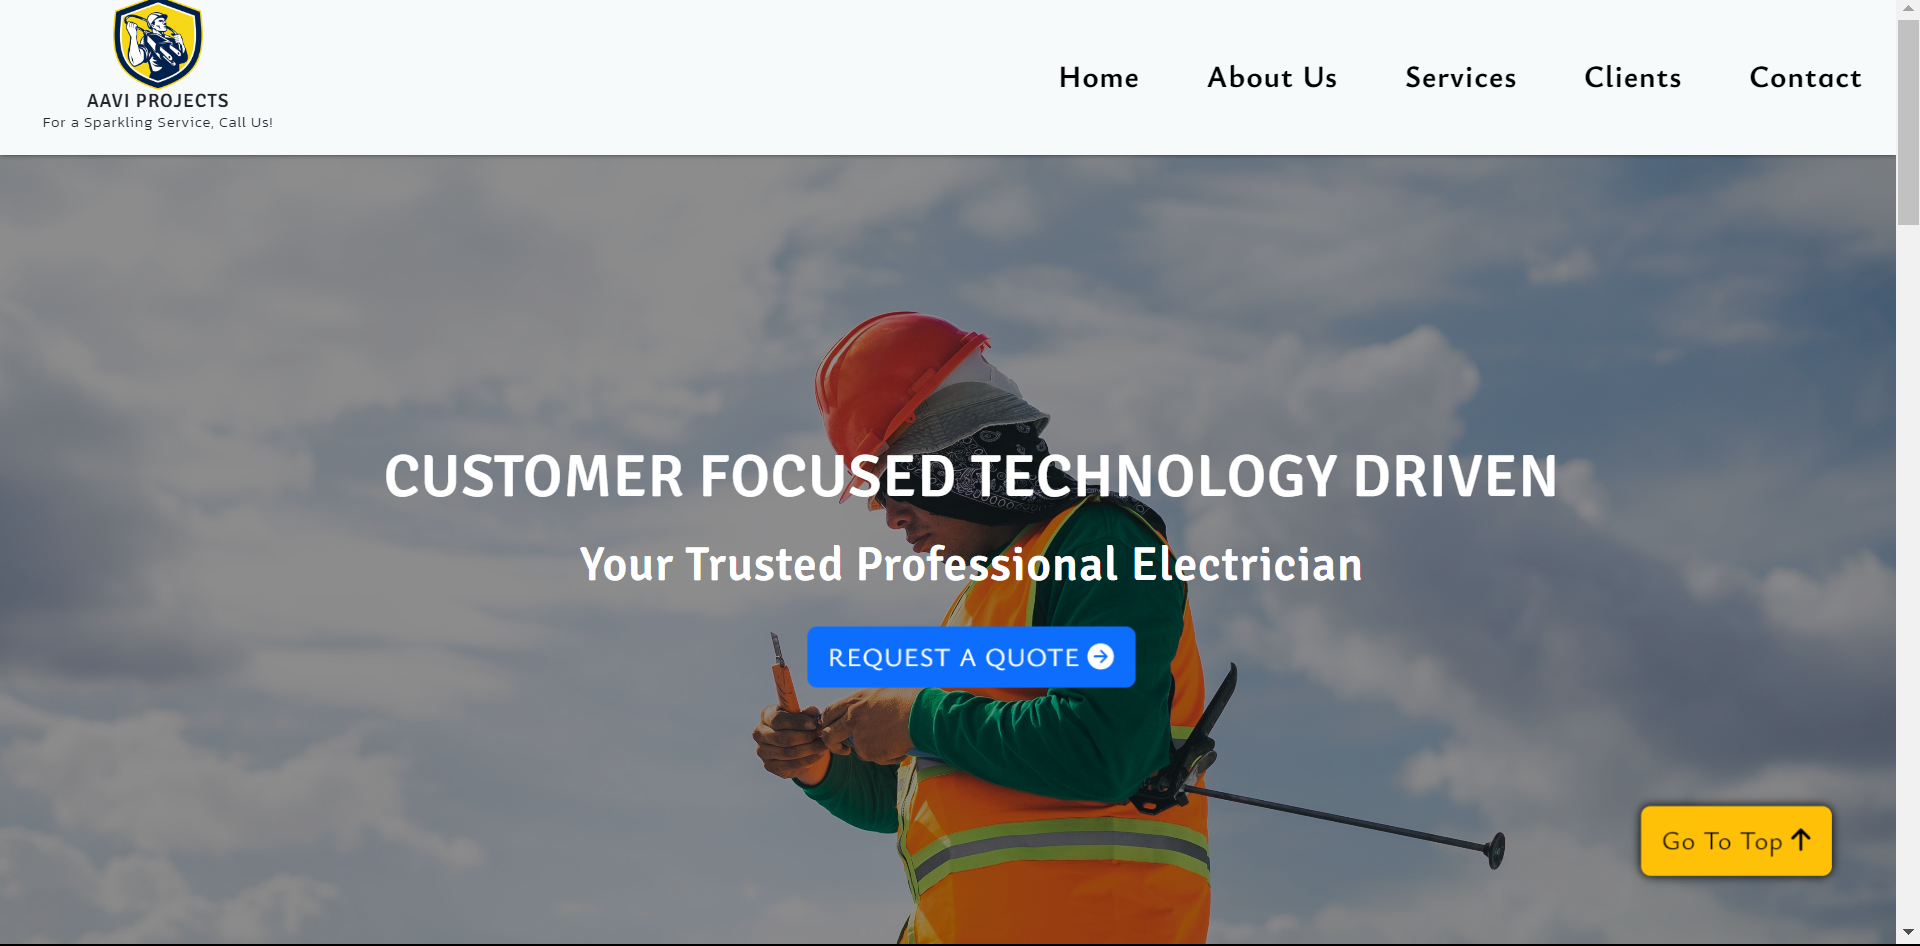 AAVI PROJECTS
For a Sparkling Service, Call Us!
Home About Us Services Clients Contact
CUSTOMER FOCUSED TECHNOLOGY DRIVEN
Your Trusted Professional Electrician
REQUEST A QUOTE
Go To Top